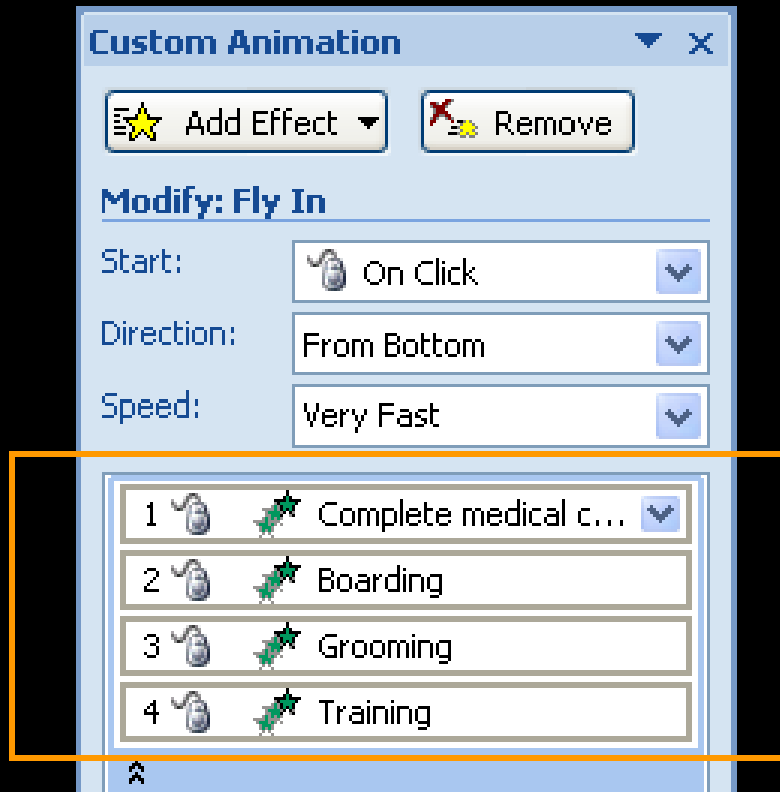 Custom Animation
Add Effect Remove
Modify: Fly In
Start: On Click
Direction: From Bottom
Speed: Very Fast
1 Complete medical c...
2 Boarding
3 Grooming
4 Training